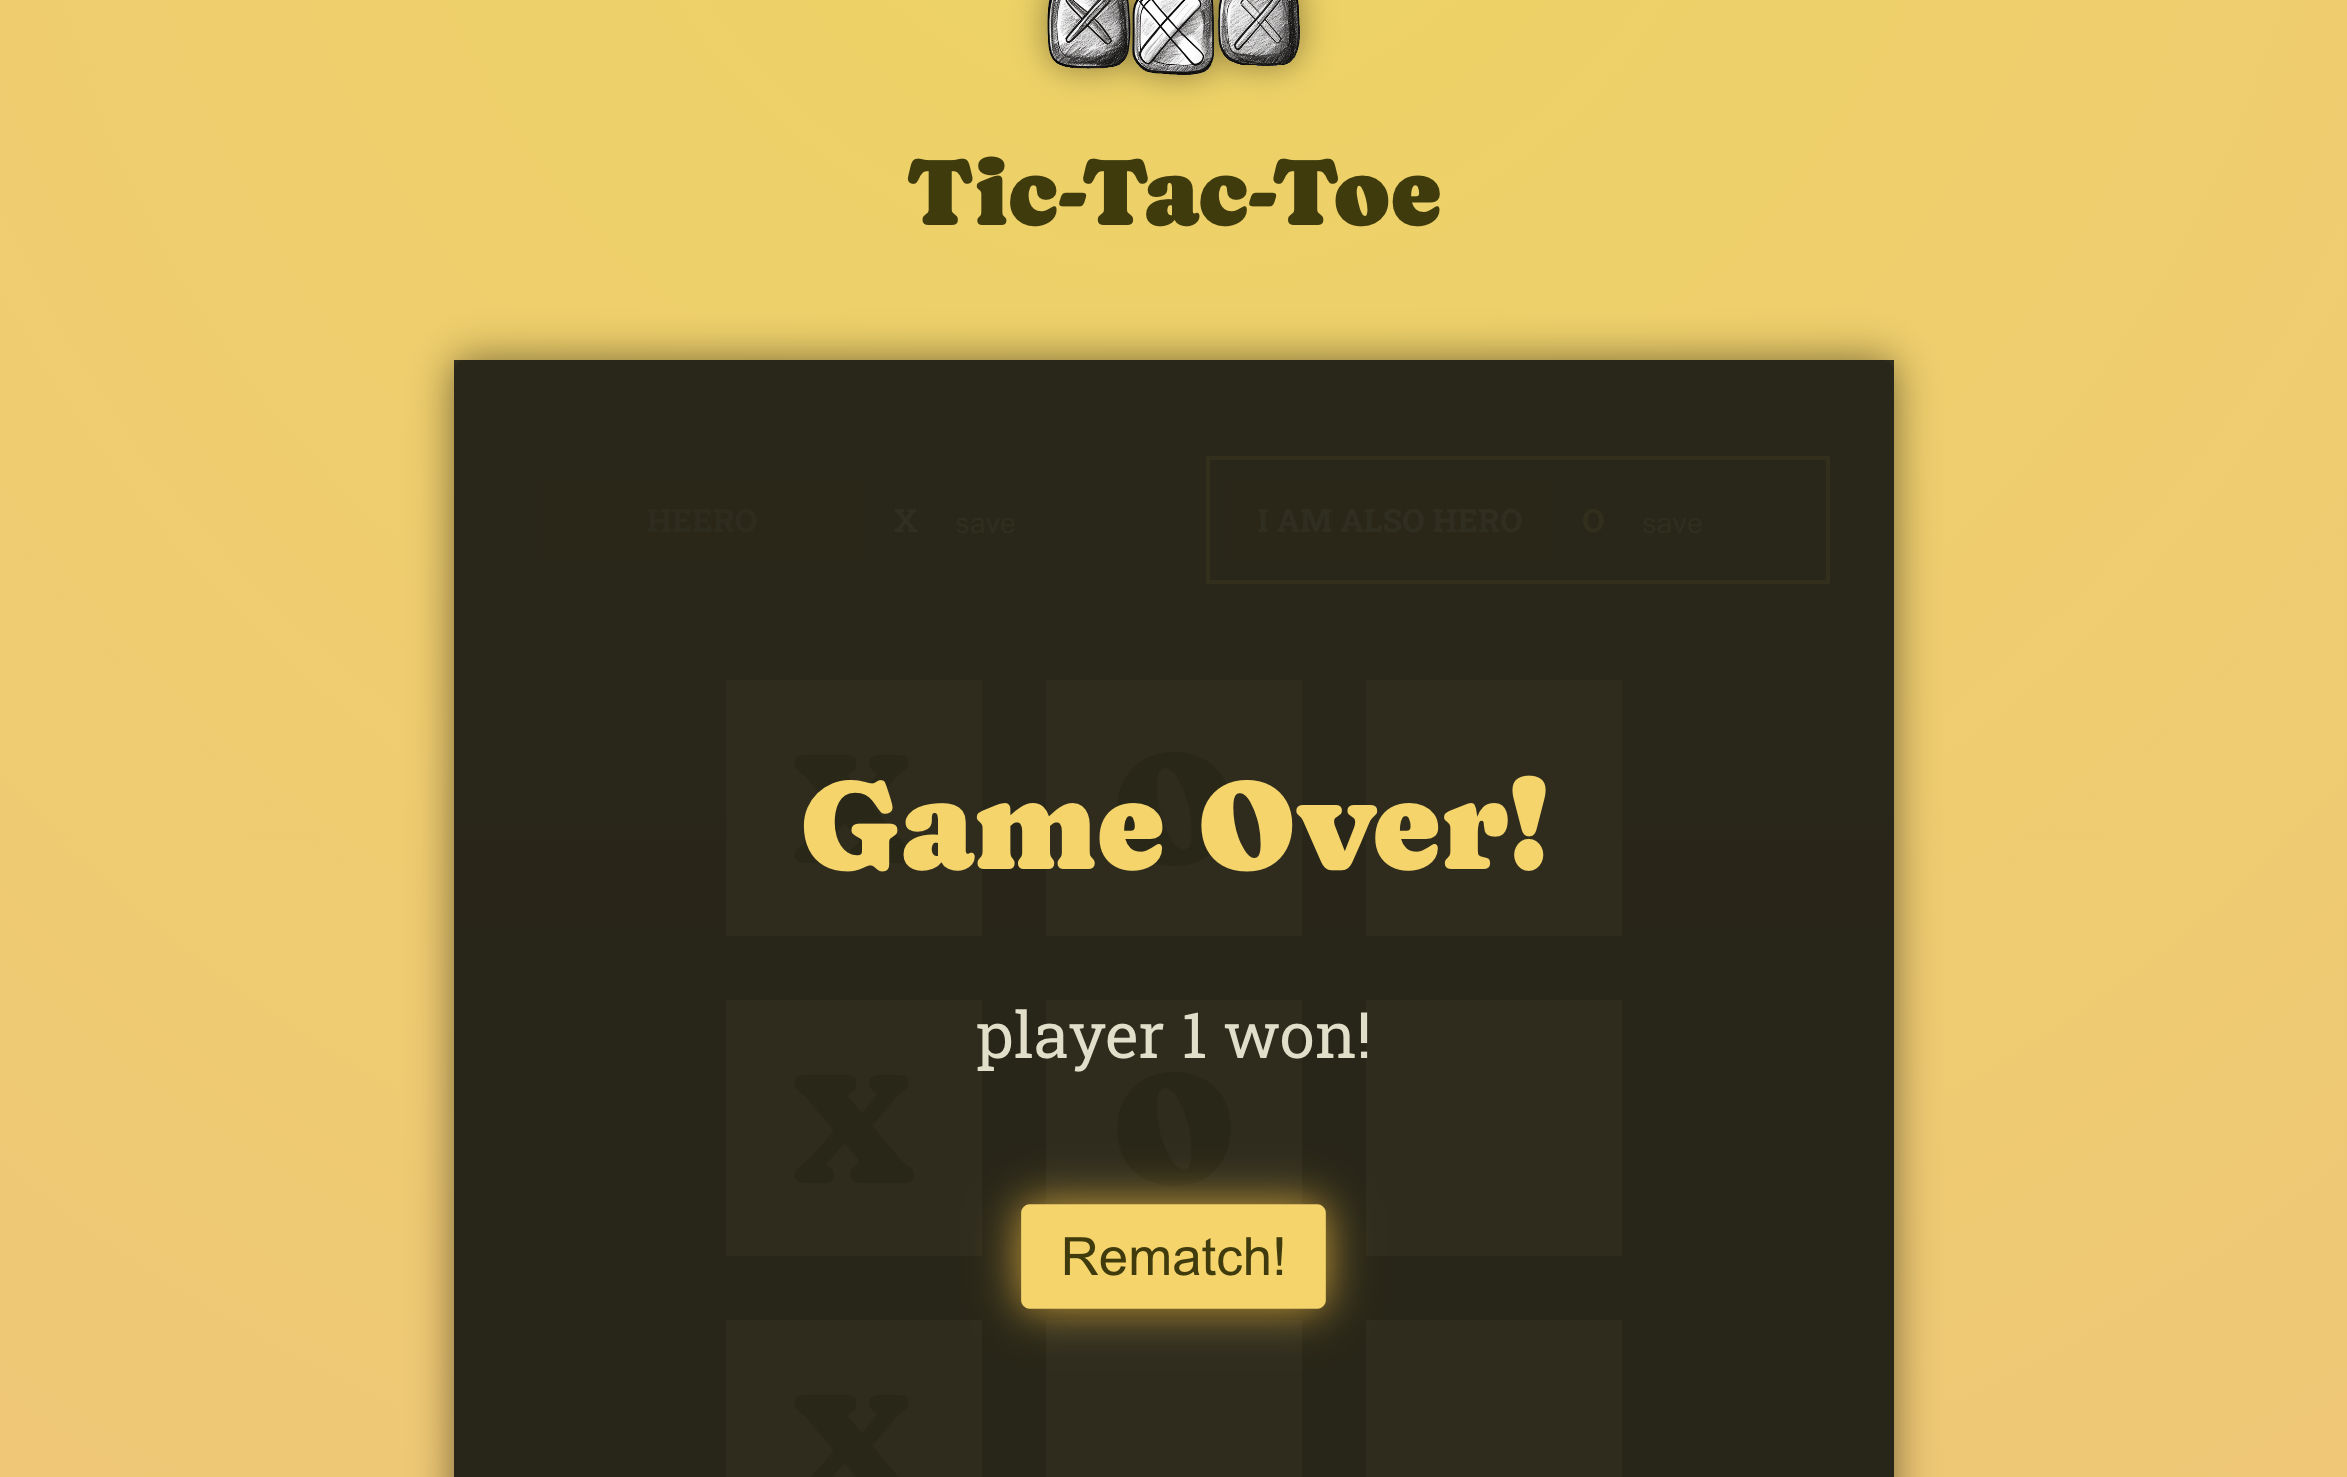 Tic-Tac-Toe
HEERO X save
I AM ALSO HERO O save
X O
Game Over!
player 1 won!
X O
Rematch!
X